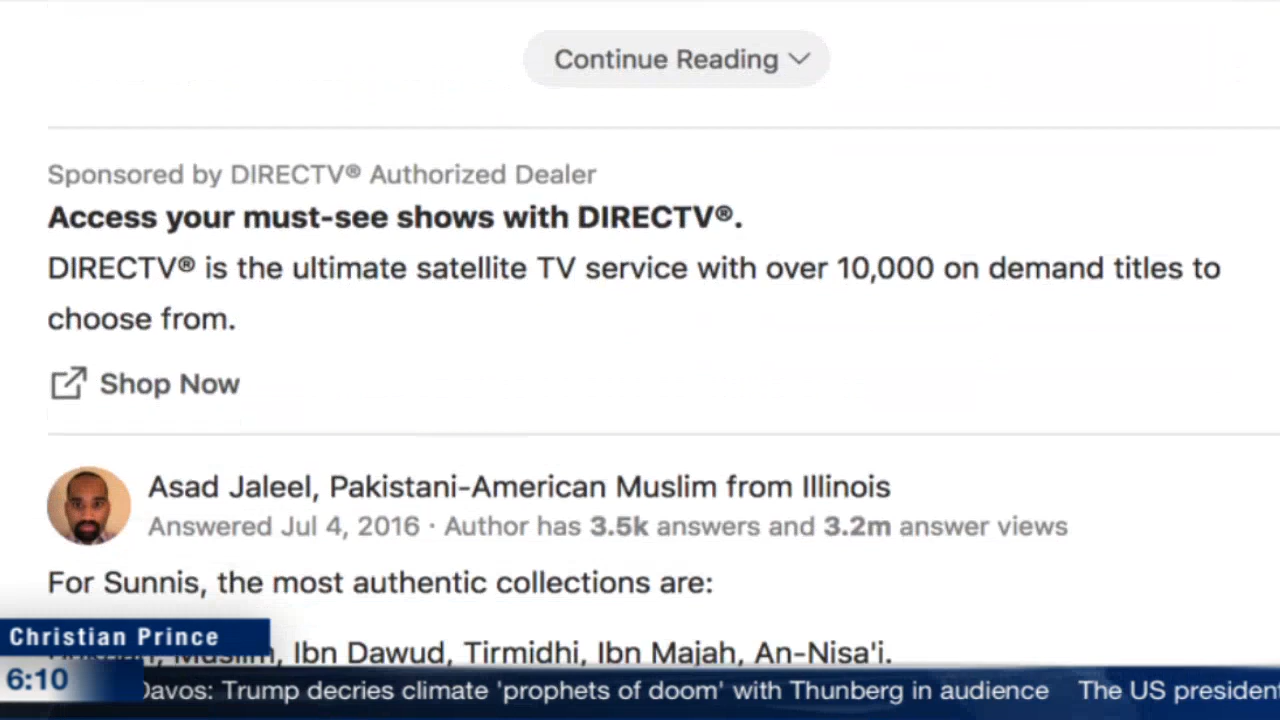 Continue Reading
Sponsored by DIRECTV® Authorized Dealer
Access your must-see shows with DIRECTV®.
DIRECTV® is the ultimate satellite TV service with over 10,000 on demand titles to
choose from.
Shop Now
Asad Jaleel, Pakistani-American Muslim from Illinois
Answered Jul 4, 2016 · Author has 3.5k answers and 3.2m answer views
For Sunnis, the most authentic collections are:
Muslim, Ibn Dawud, Tirmidhi, Ibn Majah, An-Nisa'i.
Christian Prince
6:10
Davos: Trump decries climate 'prophets of doom' with Thunberg in audience The US president